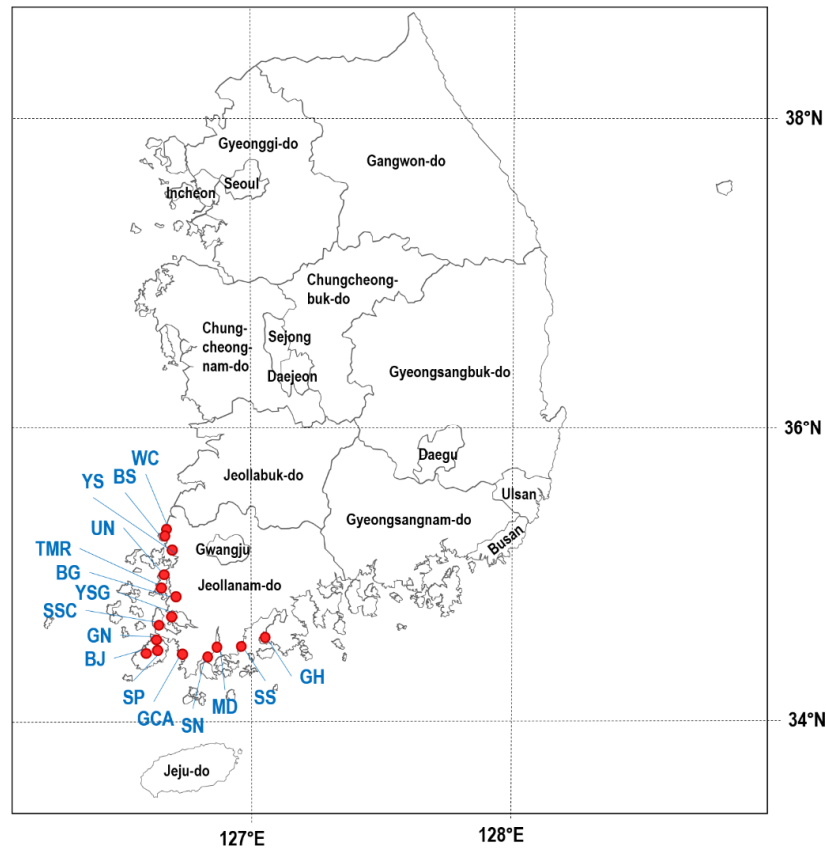 38°N
Gyeonggi-do
Gangwon-do
Seoul
Incheon
Chungcheong-
buk-do
Chung-
cheong-
nam-do
Sejong
Daejeon
Gyeongsangbuk-do
36°N
Daegu
WC
BS
YS
Jeollabuk-do
Ulsan
Gyeongsangnam-do
Busan
UN
TMR
Gwangju
BG
Jeollanam-do
YSG
SSC
GN
BJ
GH
SP
SS
MD
GCA
SN
34°N
Jeju-do
127°E
128°E